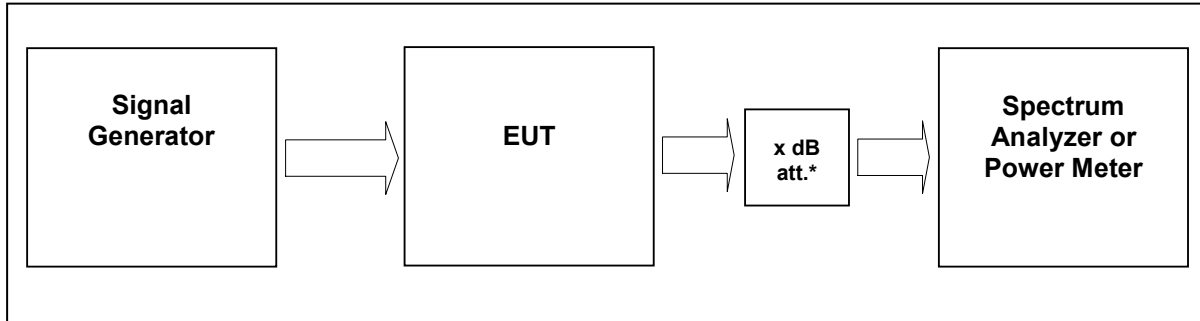 Signal
Generator
EUT
x dB
att.*
Spectrum
Analyzer or
Power Meter